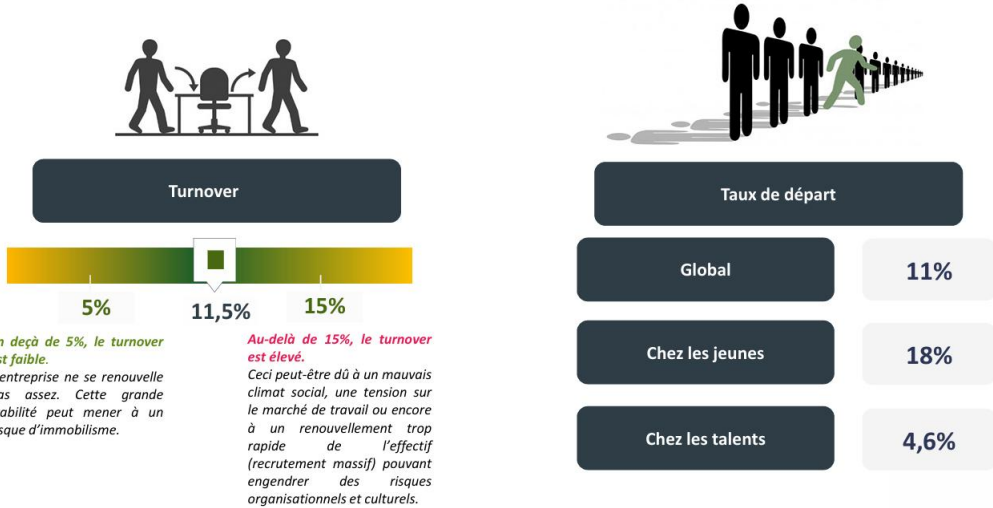 Turnover
5%
11,5%
15%
deçà de 5%, le turnover
faible.
entreprise ne se renouvelle
assez. Cette grande
peut mener à un
d’immobilisme.
Au-delà de 15%, le turnover
est élevé.
Ceci peut-être dû à un mauvais
climat social, une tension sur
le marché de travail ou encore
à un renouvellement trop
rapide de l’effectif
(recrutement massif) pouvant
engendrer des risques
organisationnels et culturels.
Taux de départ
Global 11%
Chez les jeunes 18%
Chez les talents 4,6%